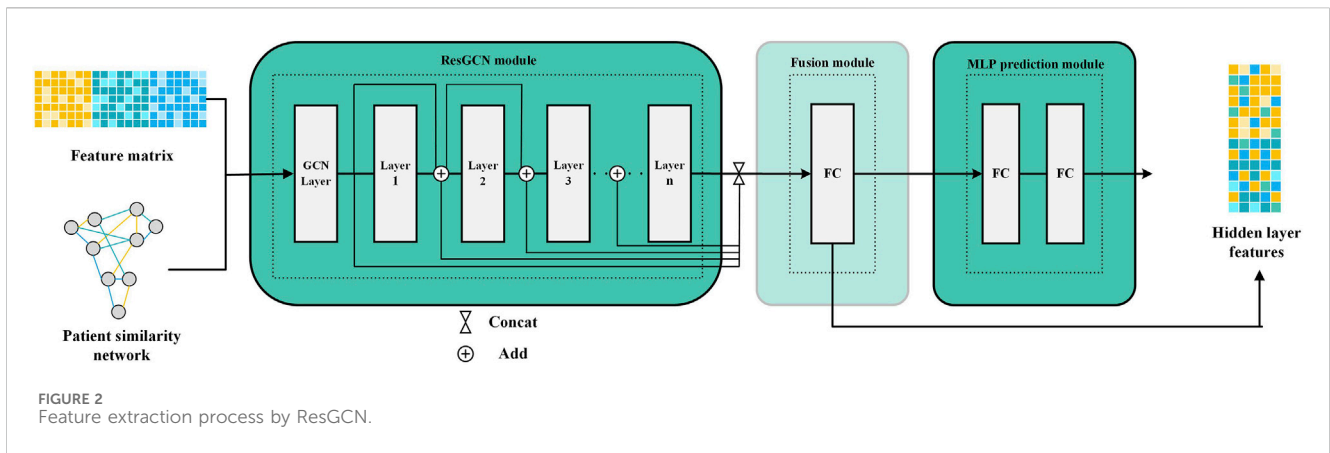 Feature matrix
Patient similarity
network
ResGCN module
GCN
Layer
Layer
1
Layer
2
Layer
3
Layer
n
Concat
Add
Fusion module
FC
MLP prediction module
FC
FC
Hidden layer
features
FIGURE 2
Feature extraction process by ResGCN.